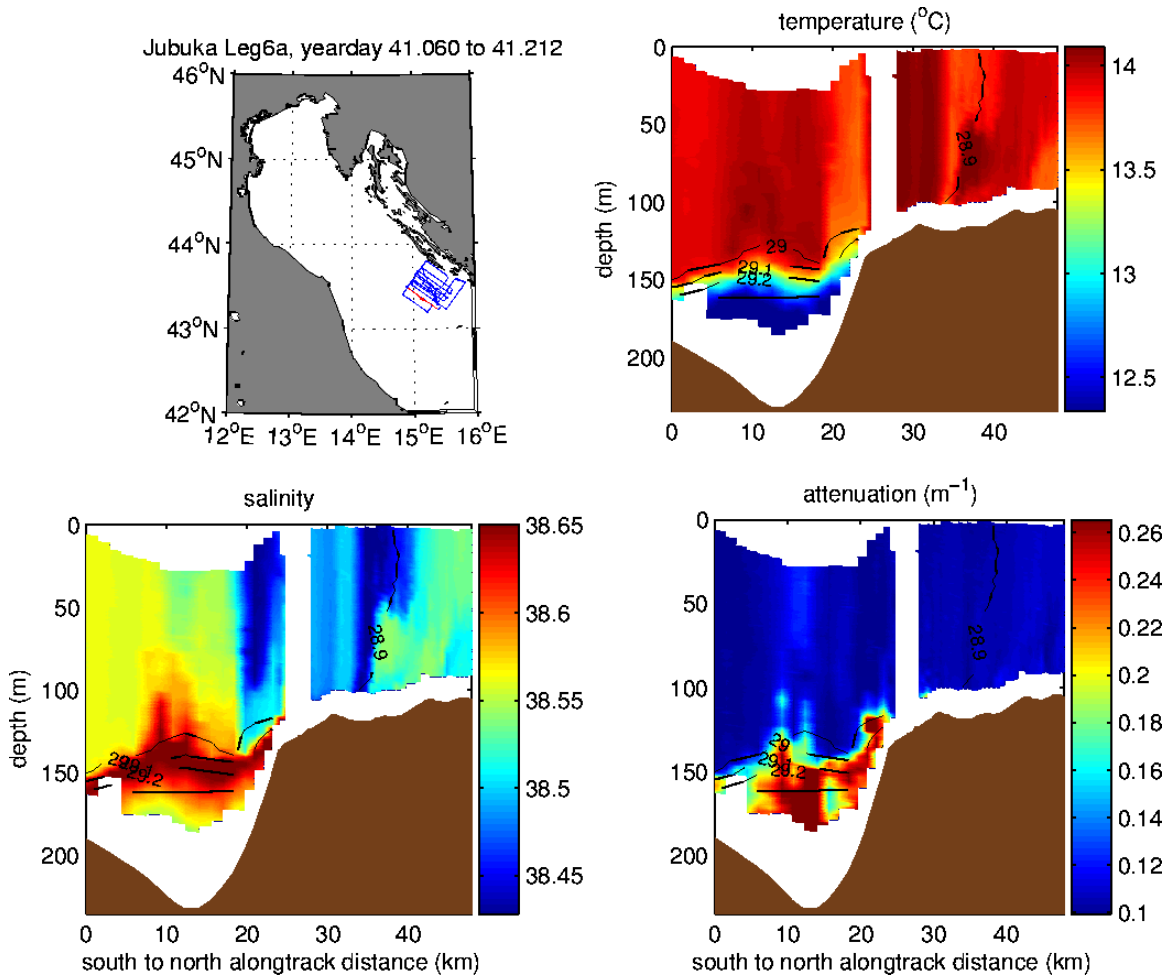 Jubuka Leg6a, yearday 41.060 to 41.212
46°N
45°N
44°N
43°N
42°N
12°E 13°E 14°E 15°E 16°E
temperature (°C)
depth (m)
0
50
100
150
200
0 10 20 30 40
28.9
29
29.1
29.2
14
13.5
13
12.5
salinity
depth (m)
0
50
100
150
200
0 10 20 30 40
south to north alongtrack distance (km)
28.9
29
29.1
29.2
38.65
38.6
38.55
38.5
38.45
attenuation (m⁻¹)
0
50
100
150
200
0 10 20 30 40
south to north alongtrack distance (km)
28.9
29
29.1
29.2
0.26
0.24
0.22
0.2
0.18
0.16
0.14
0.12
0.1